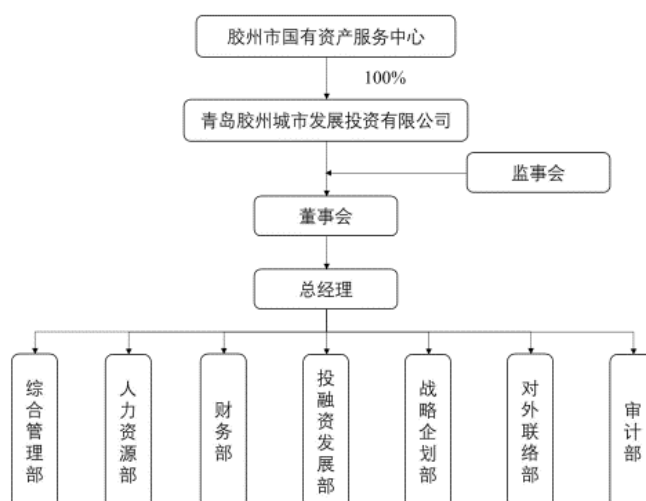 胶州市国有资产服务中心
100%
青岛胶州城市发展投资有限公司
监事会
董事会
总经理
综合管理部
人力资源部
财务部
投融资发展部
战略企划部
对外联络部
审计部